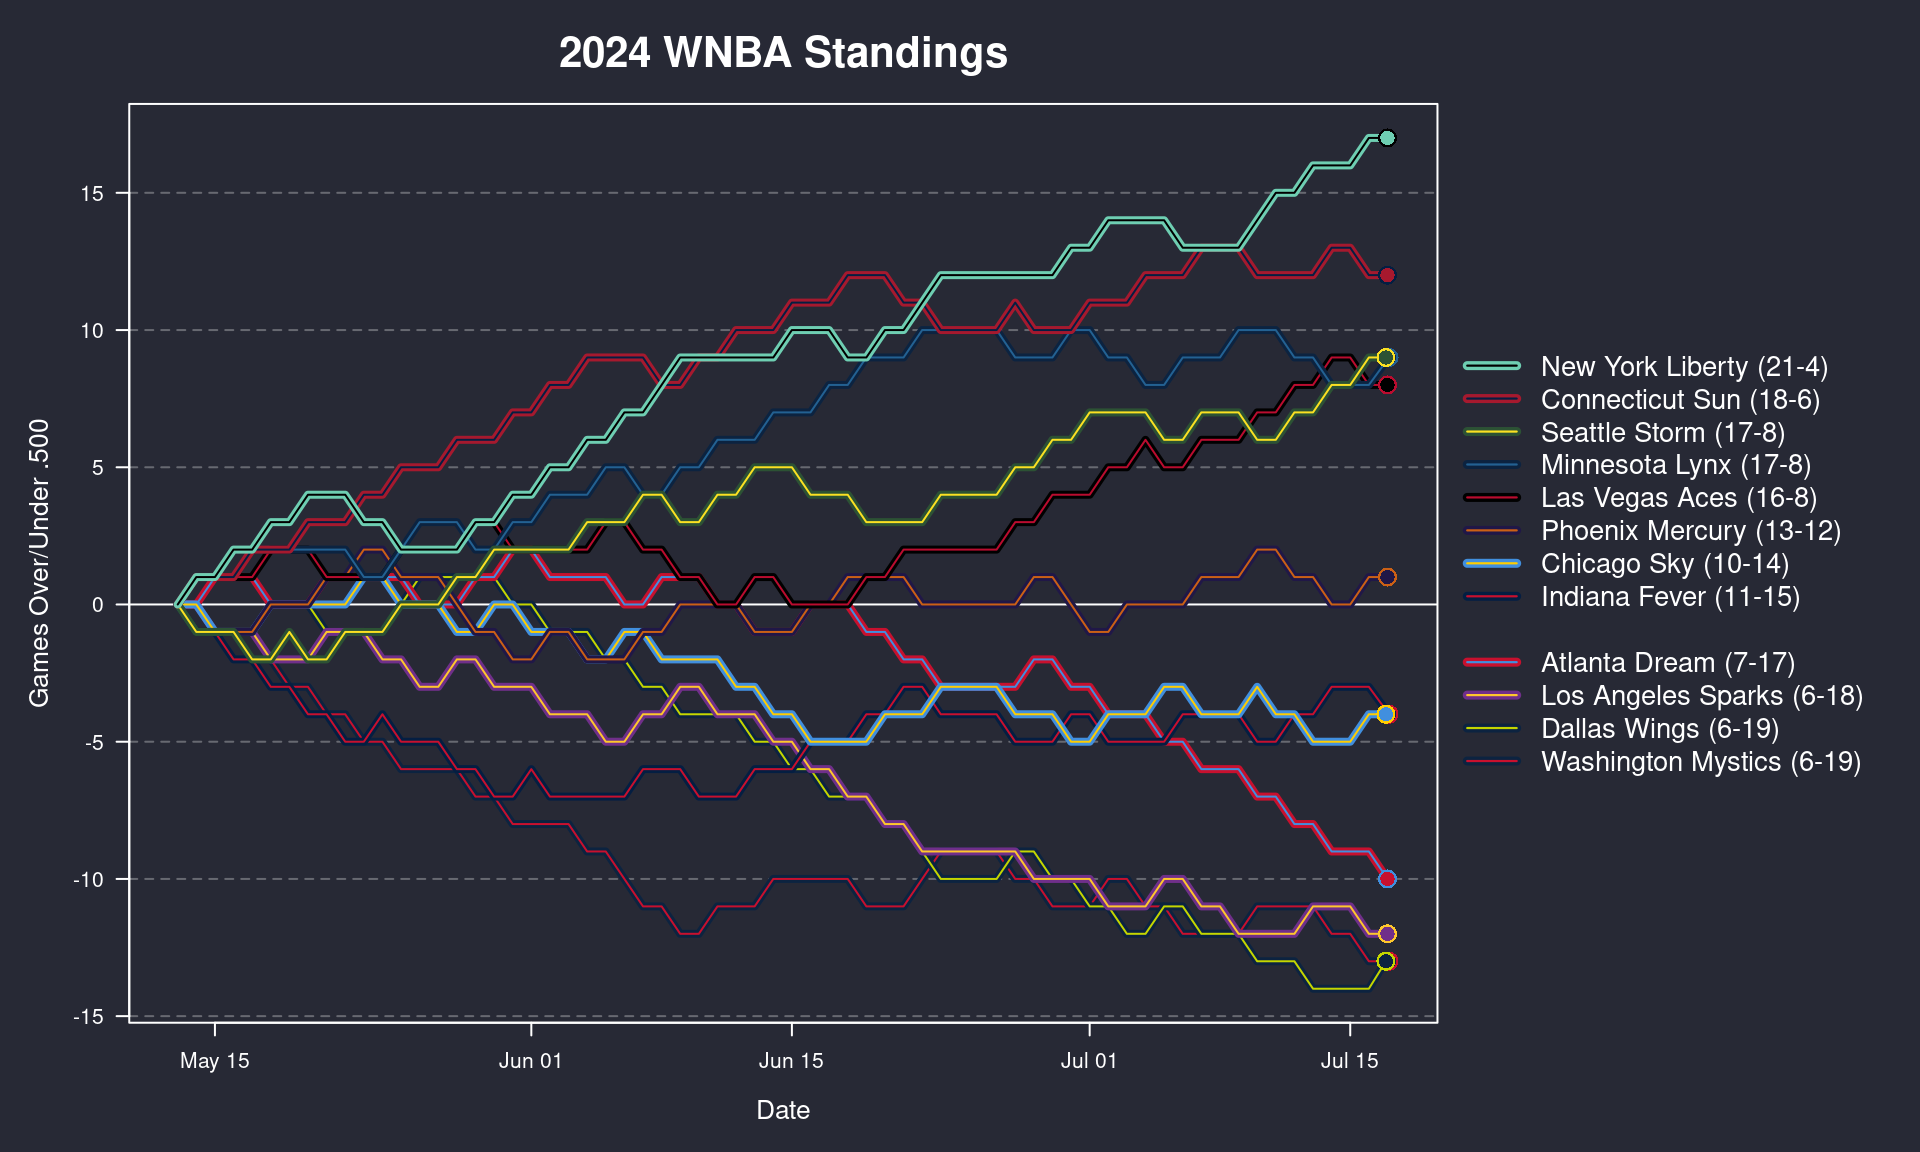 2024 WNBA Standings
Games Over/Under .500
15
10
5
0
-5
-10
-15
May 15
Jun 01
Jun 15
Jul 01
Jul 15
Date
New York Liberty (21-4)
Connecticut Sun (18-6)
Seattle Storm (17-8)
Minnesota Lynx (17-8)
Las Vegas Aces (16-8)
Phoenix Mercury (13-12)
Chicago Sky (10-14)
Indiana Fever (11-15)
Atlanta Dream (7-17)
Los Angeles Sparks (6-18)
Dallas Wings (6-19)
Washington Mystics (6-19)